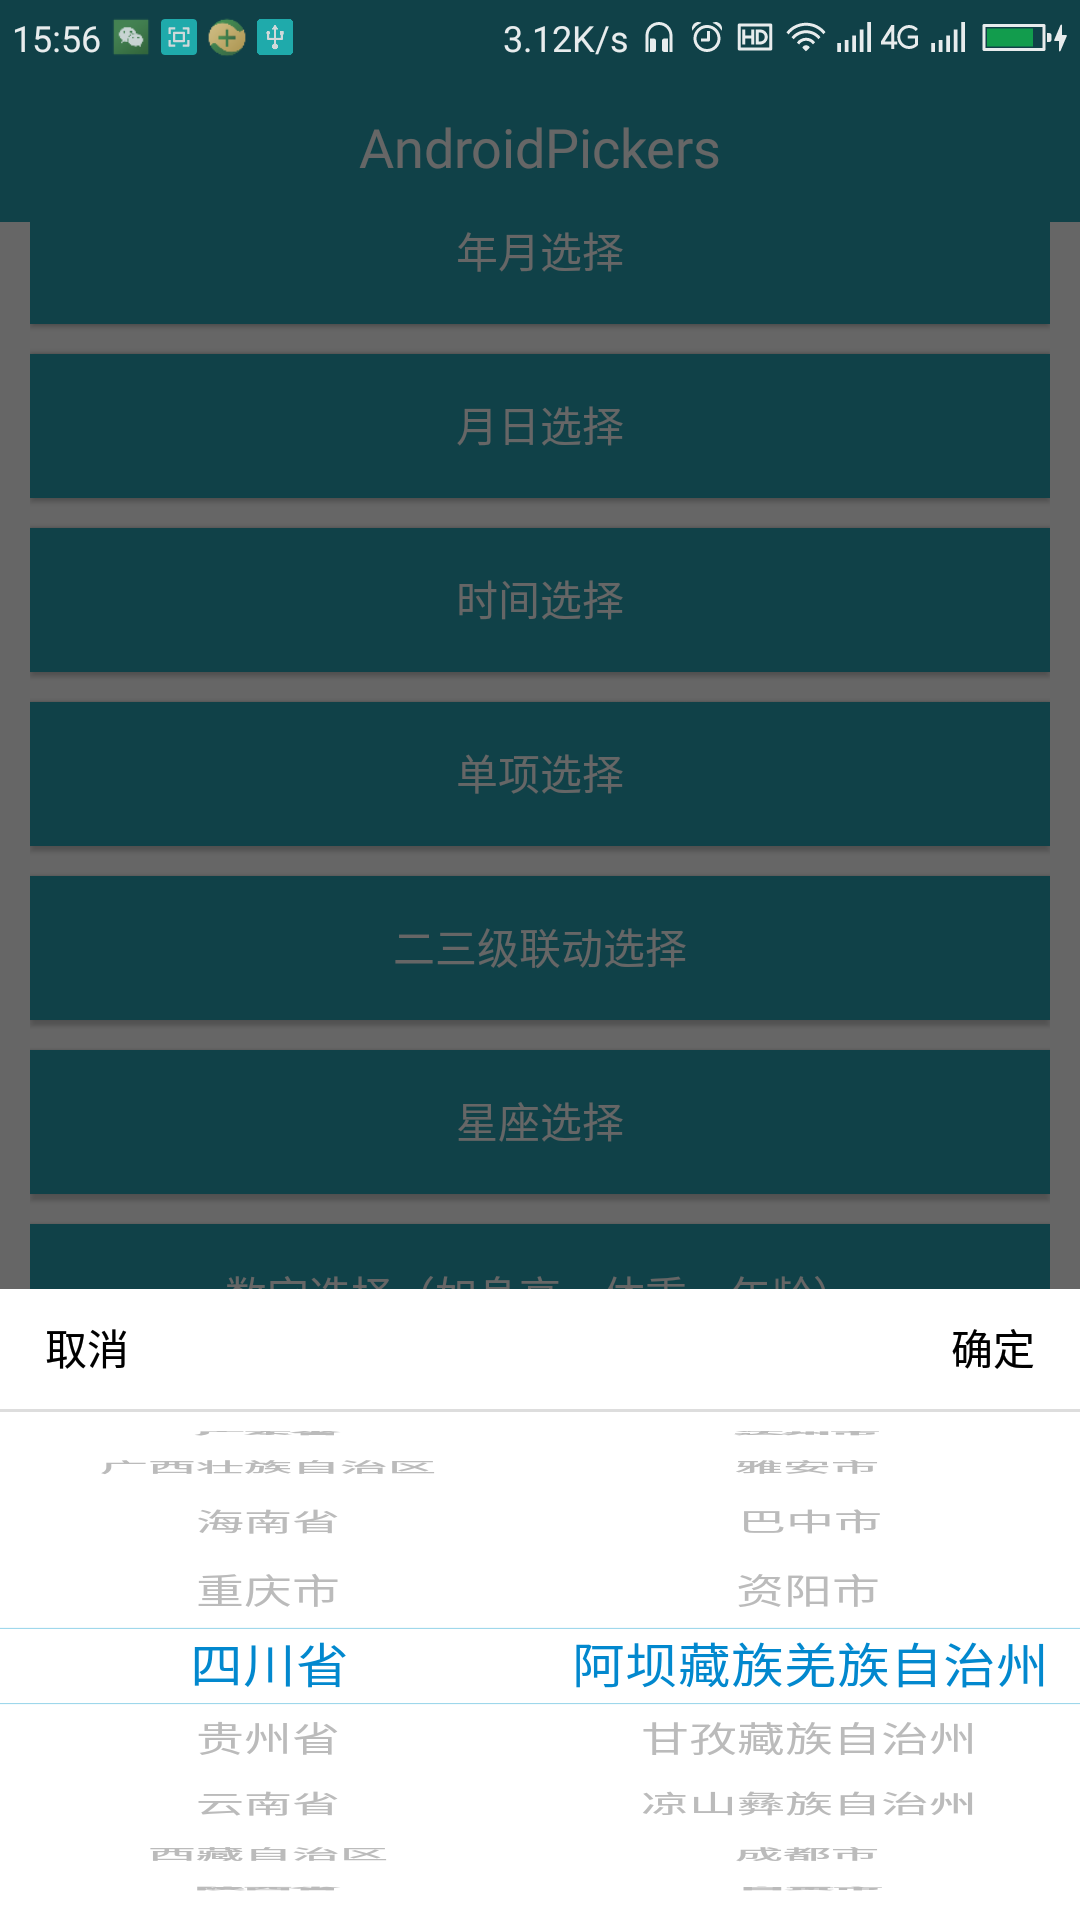 15:56 3.12K/s HD 4G
AndroidPickers
年月选择
月日选择
时间选择
单项选择
二三级联动选择
星座选择
数字选择（如身高、体重、年龄）
取消 确定
广西壮族自治区 雅安市
海南省 巴中市
重庆市 资阳市
四川省 阿坝藏族羌族自治州
贵州省 甘孜藏族自治州
云南省 凉山彝族自治州
西藏自治区 成都市